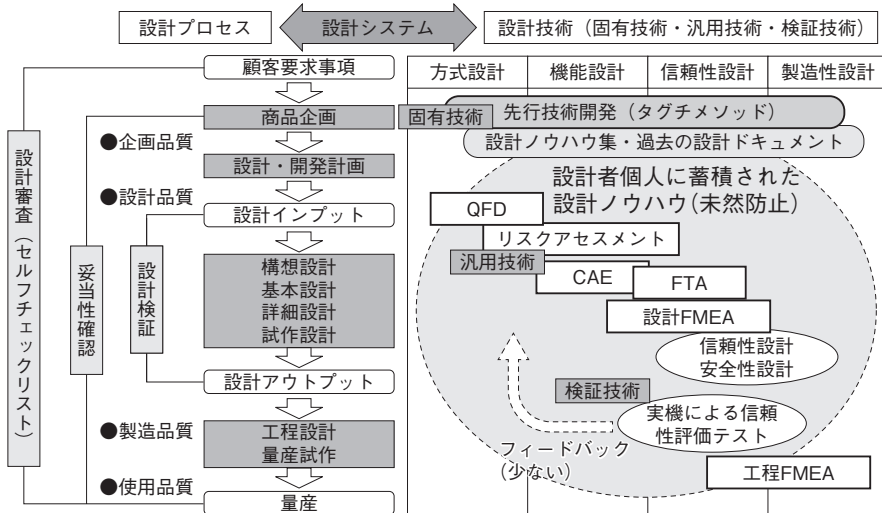 設計プロセス
設計システム
設計技術（固有技術・汎用技術・検証技術）
顧客要求事項
方式設計
機能設計
信頼性設計
製造性設計
商品企画
固有技術
先行技術開発（タグチメソッド）
●企画品質
設計ノウハウ集・過去の設計ドキュメント
設計・開発計画
設計者個人に蓄積された
設計ノウハウ（未然防止）
●設計品質
設計インプット
QFD
リスクアセスメント
汎用技術
設計審査（セルフチェックリスト）
妥当性確認
設計検証
構想設計
基本設計
詳細設計
試作設計
CAE
FTA
設計FMEA
信頼性設計
安全性設計
設計アウトプット
検証技術
実機による信頼
性評価テスト
●製造品質
工程設計
量産試作
フィードバック
（少ない）
工程FMEA
●使用品質
量産